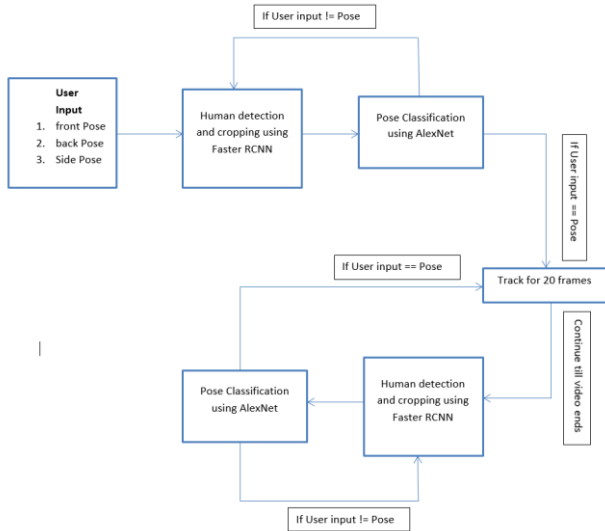 If User input != Pose
User
Input
1. front Pose
2. back Pose
3. Side Pose
Human detection
and cropping using
Faster RCNN
Pose Classification
using AlexNet
If User input == Pose
If User input == Pose
Track for 20 frames
Continue till video ends
Pose Classification
using AlexNet
Human detection
and cropping using
Faster RCNN
If User input != Pose